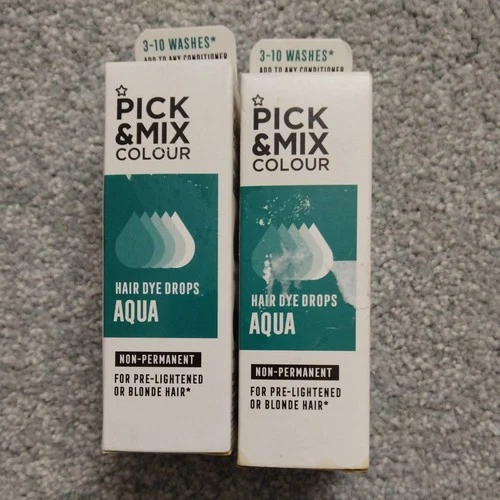 3-10 WASHES*
ADD TO ANY CONDITIONER
PICK
&MIX
COLOUR
HAIR DYE DROPS
AQUA
NON-PERMANENT
FOR PRE-LIGHTENED
OR BLONDE HAIR*
3-10 WASHES*
ADD TO ANY CONDITIONER
PICK
&MIX
COLOUR
HAIR DYE DROPS
AQUA
NON-PERMANENT
FOR PRE-LIGHTENED
OR BLONDE HAIR*